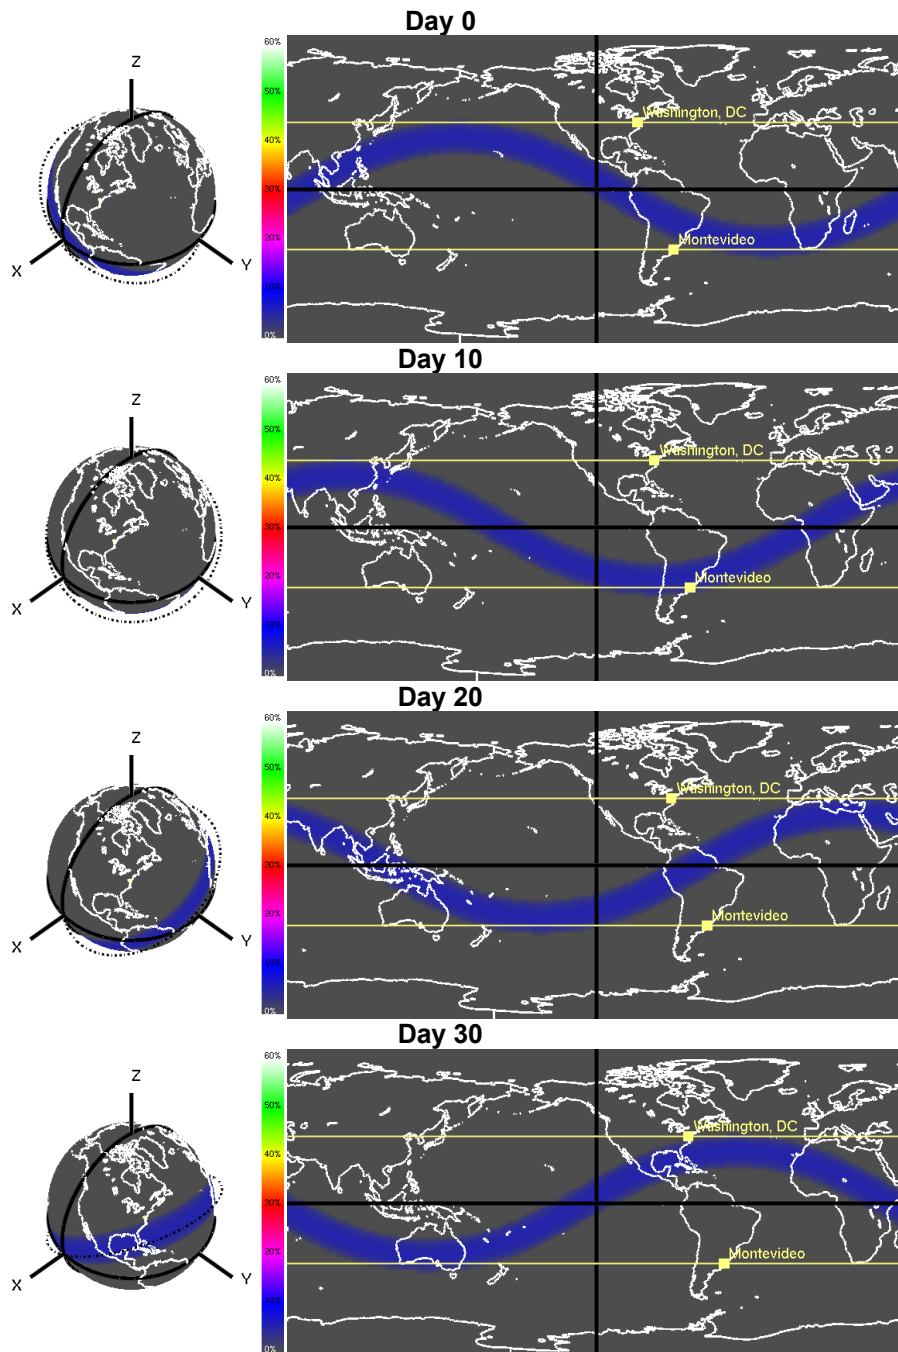 Day 0
Z
X
Y
60%
50%
40%
30%
20%
10%
0%
Washington, DC
Montevideo
Day 10
Z
X
Y
60%
50%
40%
30%
20%
10%
0%
Washington, DC
Montevideo
Day 20
Z
X
Y
60%
50%
40%
30%
20%
10%
0%
Washington, DC
Montevideo
Day 30
Z
X
Y
60%
50%
40%
30%
20%
10%
0%
Washington, DC
Montevideo